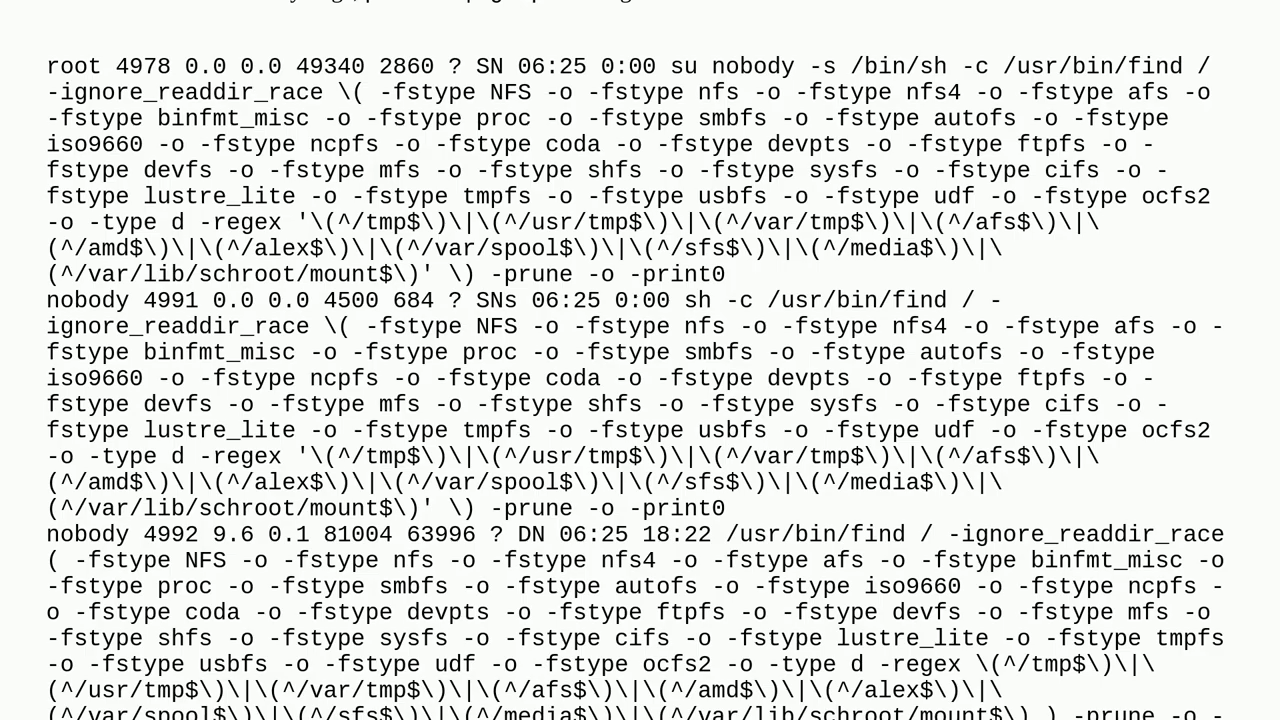 root 4978 0.0 0.0 49340 2860 ? SN 06:25 0:00 su nobody -s /bin/sh -c /usr/bin/find /
-ignore_readdir_race \( -fstype NFS -o -fstype nfs -o -fstype nfs4 -o -fstype afs -o
-fstype binfmt_misc -o -fstype proc -o -fstype smbfs -o -fstype autofs -o -fstype
iso9660 -o -fstype ncpfs -o -fstype coda -o -fstype devpts -o -fstype ftpfs -o -
fstype devfs -o -fstype mfs -o -fstype shfs -o -fstype sysfs -o -fstype cifs -o -
fstype lustre_lite -o -fstype tmpfs -o -fstype usbfs -o -fstype udf -o -fstype ocfs2
-o -type d -regex '\(^/tmp$\)\|\(^/usr/tmp$\)\|\(^/var/tmp$\)\|\(^/afs$\)\|\
(^/amd$\)\|\(^/alex$\)\|\(^/var/spool$\)\|\(^/sfs$\)\|\(^/media$\)\|\
(^/var/lib/schroot/mount$\)' \) -prune -o -print0
nobody 4991 0.0 0.0 4500 684 ? SNs 06:25 0:00 sh -c /usr/bin/find / -
ignore_readdir_race \( -fstype NFS -o -fstype nfs -o -fstype nfs4 -o -fstype afs -o -
fstype binfmt_misc -o -fstype proc -o -fstype smbfs -o -fstype autofs -o -fstype
iso9660 -o -fstype ncpfs -o -fstype coda -o -fstype devpts -o -fstype ftpfs -o -
fstype devfs -o -fstype mfs -o -fstype shfs -o -fstype sysfs -o -fstype cifs -o -
fstype lustre_lite -o -fstype tmpfs -o -fstype usbfs -o -fstype udf -o -fstype ocfs2
-o -type d -regex '\(^/tmp$\)\|\(^/usr/tmp$\)\|\(^/var/tmp$\)\|\(^/afs$\)\|\
(^/amd$\)\|\(^/alex$\)\|\(^/var/spool$\)\|\(^/sfs$\)\|\(^/media$\)\|\
(^/var/lib/schroot/mount$\)' \) -prune -o -print0
nobody 4992 9.6 0.1 81004 63996 ? DN 06:25 18:22 /usr/bin/find / -ignore_readdir_race
( -fstype NFS -o -fstype nfs -o -fstype nfs4 -o -fstype afs -o -fstype binfmt_misc -o
-fstype proc -o -fstype smbfs -o -fstype autofs -o -fstype iso9660 -o -fstype ncpfs -
o -fstype coda -o -fstype devpts -o -fstype ftpfs -o -fstype devfs -o -fstype mfs -o
-fstype shfs -o -fstype sysfs -o -fstype cifs -o -fstype lustre_lite -o -fstype tmpfs
-o -fstype usbfs -o -fstype udf -o -fstype ocfs2 -o -type d -regex \(^/tmp$\)\|\
(^/usr/tmp$\)\|\(^/var/tmp$\)\|\(^/afs$\)\|\(^/amd$\)\|\(^/alex$\)\|\
(^/var/spool$\)\|\(^/sfs$\)\|\(^/media$\)\|\(^/var/lib/schroot/mount$\) ) -prune -o -